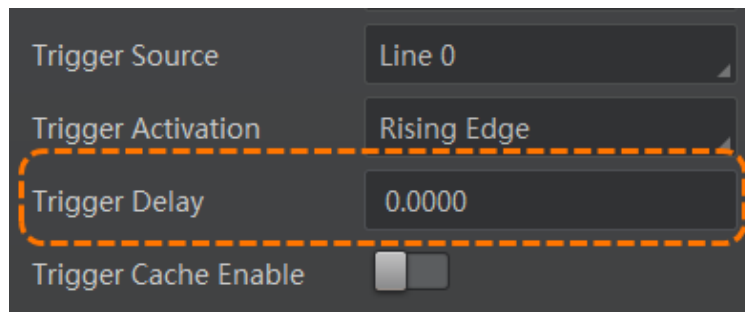 Trigger Source Line 0
Trigger Activation Rising Edge
Trigger Delay 0.0000
Trigger Cache Enable